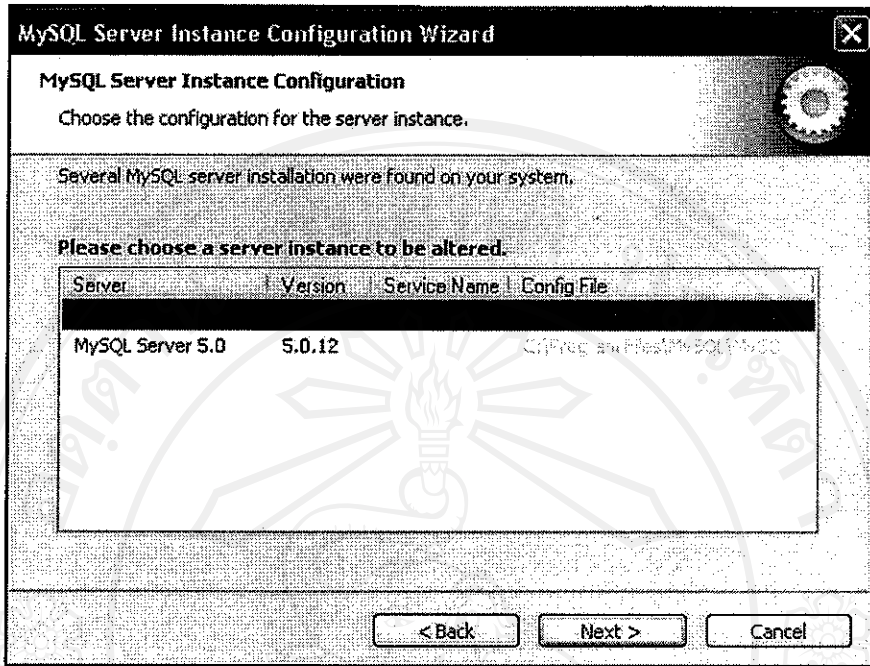 MySQL Server Instance Configuration Wizard
MySQL Server Instance Configuration
Choose the configuration for the server instance.
Several MySQL server installation were found on your system.
Please choose a server instance to be altered.
Server Version Service Name Config File
MySQL Server 5.0 5.0.12
< Back Next > Cancel